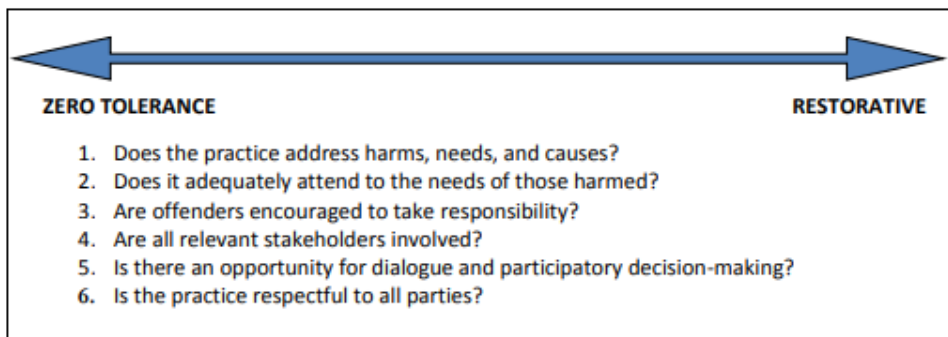 ZERO TOLERANCE RESTORATIVE
1. Does the practice address harms, needs, and causes?
2. Does it adequately attend to the needs of those harmed?
3. Are offenders encouraged to take responsibility?
4. Are all relevant stakeholders involved?
5. Is there an opportunity for dialogue and participatory decision-making?
6. Is the practice respectful to all parties?